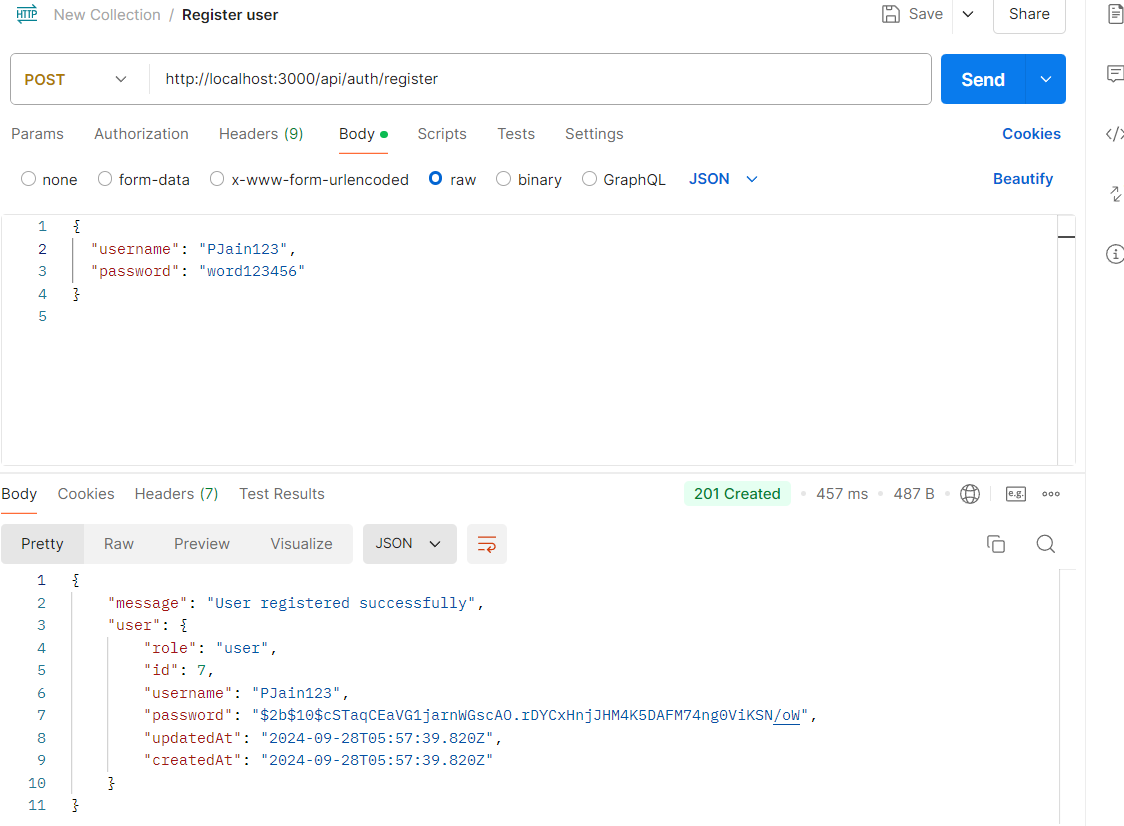 HTTP New Collection / Register user Save Share
POST http://localhost:3000/api/auth/register Send
Params Authorization Headers (9) Body Scripts Tests Settings Cookies
none form-data x-www-form-urlencoded raw binary GraphQL JSON Beautify
1 {
2 "username": "PJain123",
3 "password": "word123456"
4 }
5
Body Cookies Headers (7) Test Results 201 Created 457 ms 487 B e.g.
Pretty Raw Preview Visualize JSON
1 {
2 "message": "User registered successfully",
3 "user": {
4 "role": "user",
5 "id": 7,
6 "username": "PJain123",
7 "password": "$2b$10$cSTaqCEaVG1jarnWGscAO.rDYCxHnjJHM4K5DAFM74ng0ViKSN/oW",
8 "updatedAt": "2024-09-28T05:57:39.820Z",
9 "createdAt": "2024-09-28T05:57:39.820Z"
10 }
11 }